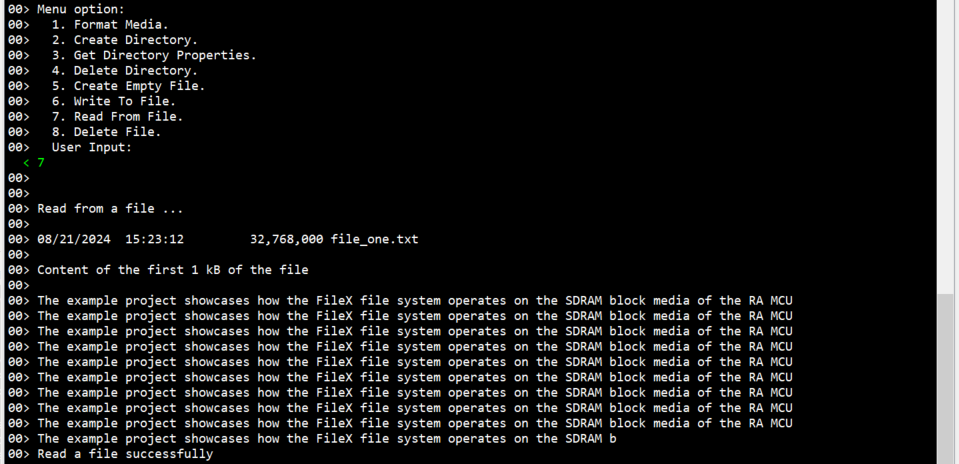 00> Menu option:
00>   1. Format Media.
00>   2. Create Directory.
00>   3. Get Directory Properties.
00>   4. Delete Directory.
00>   5. Create Empty File.
00>   6. Write To File.
00>   7. Read From File.
00>   8. Delete File.
00>   User Input:
< 7
00>
00>
00> Read from a file ...
00>
00> 08/21/2024  15:23:12         32,768,000 file_one.txt
00>
00> Content of the first 1 kB of the file
00>
00> The example project showcases how the FileX file system operates on the SDRAM block media of the RA MCU
00> The example project showcases how the FileX file system operates on the SDRAM block media of the RA MCU
00> The example project showcases how the FileX file system operates on the SDRAM block media of the RA MCU
00> The example project showcases how the FileX file system operates on the SDRAM block media of the RA MCU
00> The example project showcases how the FileX file system operates on the SDRAM block media of the RA MCU
00> The example project showcases how the FileX file system operates on the SDRAM block media of the RA MCU
00> The example project showcases how the FileX file system operates on the SDRAM block media of the RA MCU
00> The example project showcases how the FileX file system operates on the SDRAM block media of the RA MCU
00> The example project showcases how the FileX file system operates on the SDRAM block media of the RA MCU
00> The example project showcases how the FileX file system operates on the SDRAM b
00> Read a file successfully